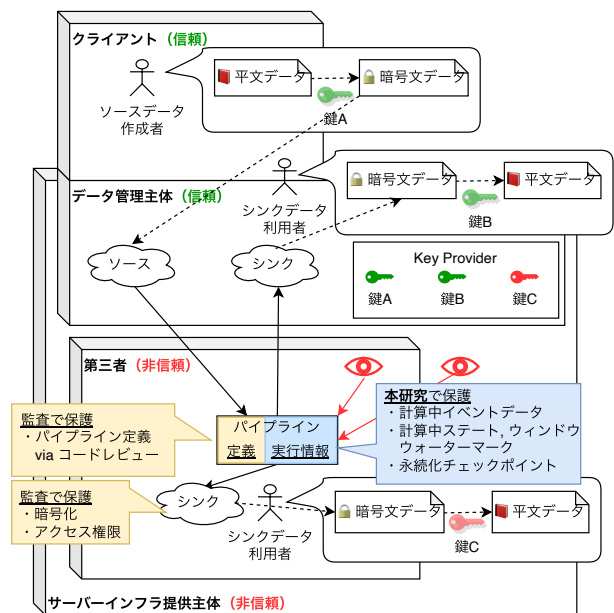 クライアント（信頼）
ソースデータ
作成者
平文データ
暗号文データ
鍵A
データ管理主体（信頼）
シンクデータ
利用者
暗号文データ
平文データ
鍵B
ソース
シンク
Key Provider
鍵A
鍵B
鍵C
第三者（非信頼）
監査で保護
・パイプライン定義
via コードレビュー
パイプライン
定義
実行情報
本研究で保護
・計算中イベントデータ
・計算中ステート, ウィンドウ
ウォーターマーク
・永続化チェックポイント
監査で保護
・暗号化
・アクセス権限
シンク
シンクデータ
利用者
暗号文データ
平文データ
鍵C
サーバーインフラ提供主体（非信頼）